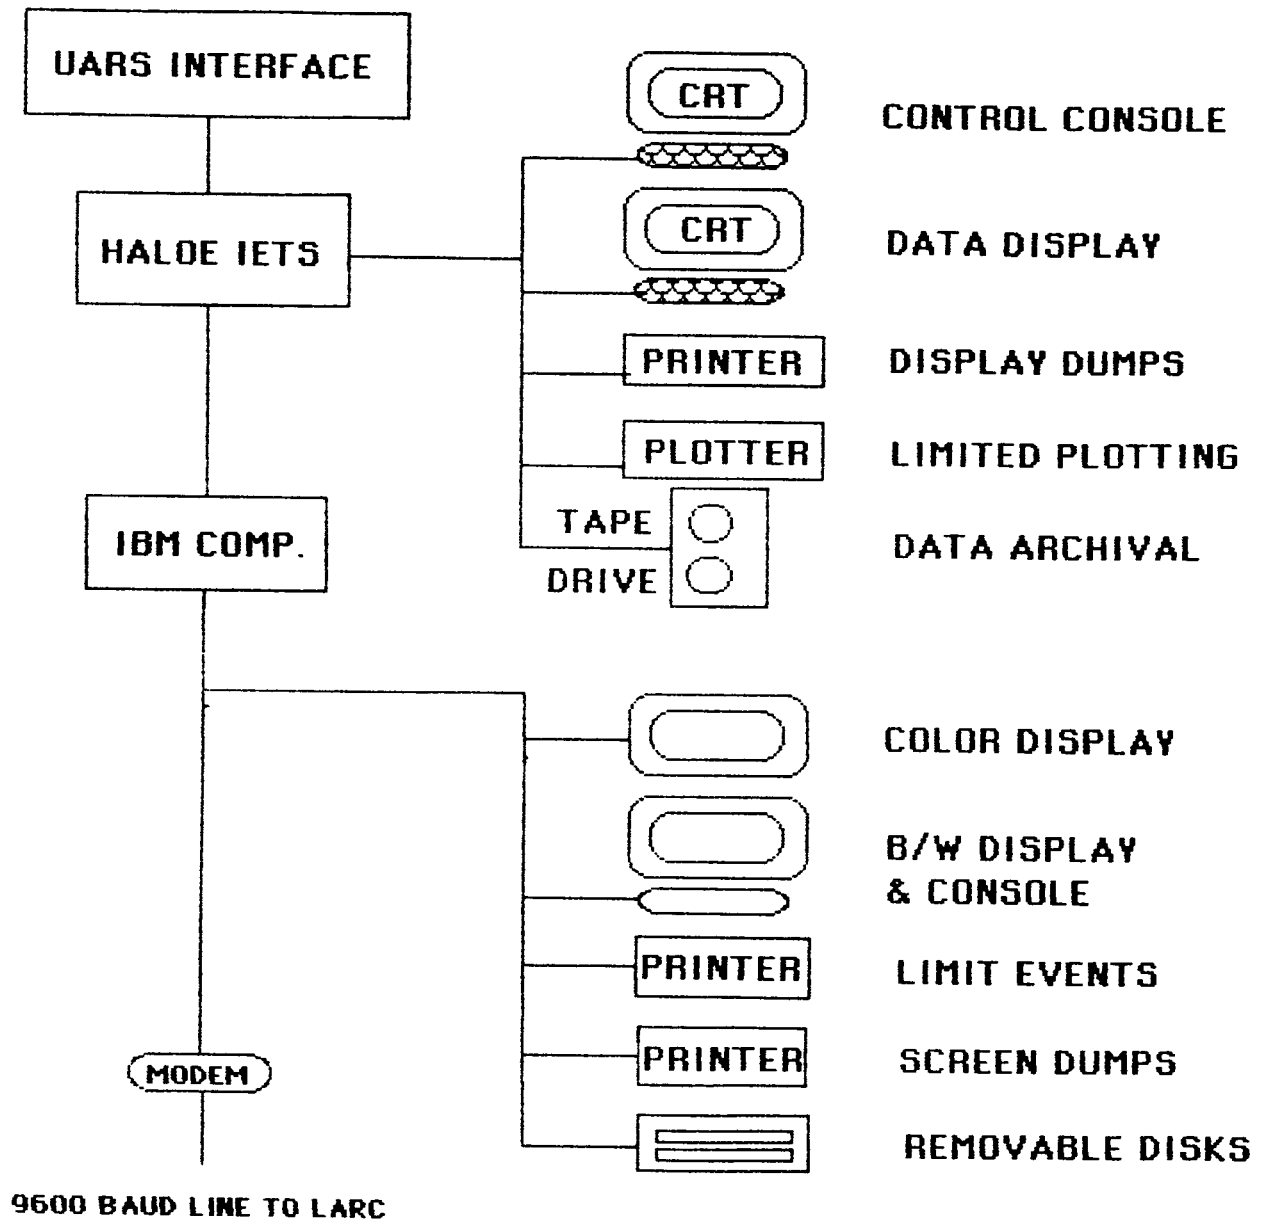 UARS INTERFACE
CRT
CONTROL CONSOLE
HALOE IETS
CRT
DATA DISPLAY
PRINTER
DISPLAY DUMPS
PLOTTER
LIMITED PLOTTING
IBM COMP.
TAPE
DRIVE
DATA ARCHIVAL
COLOR DISPLAY
B/W DISPLAY
& CONSOLE
PRINTER
LIMIT EVENTS
PRINTER
SCREEN DUMPS
MODEM
REMOVABLE DISKS
9600 BAUD LINE TO LARC